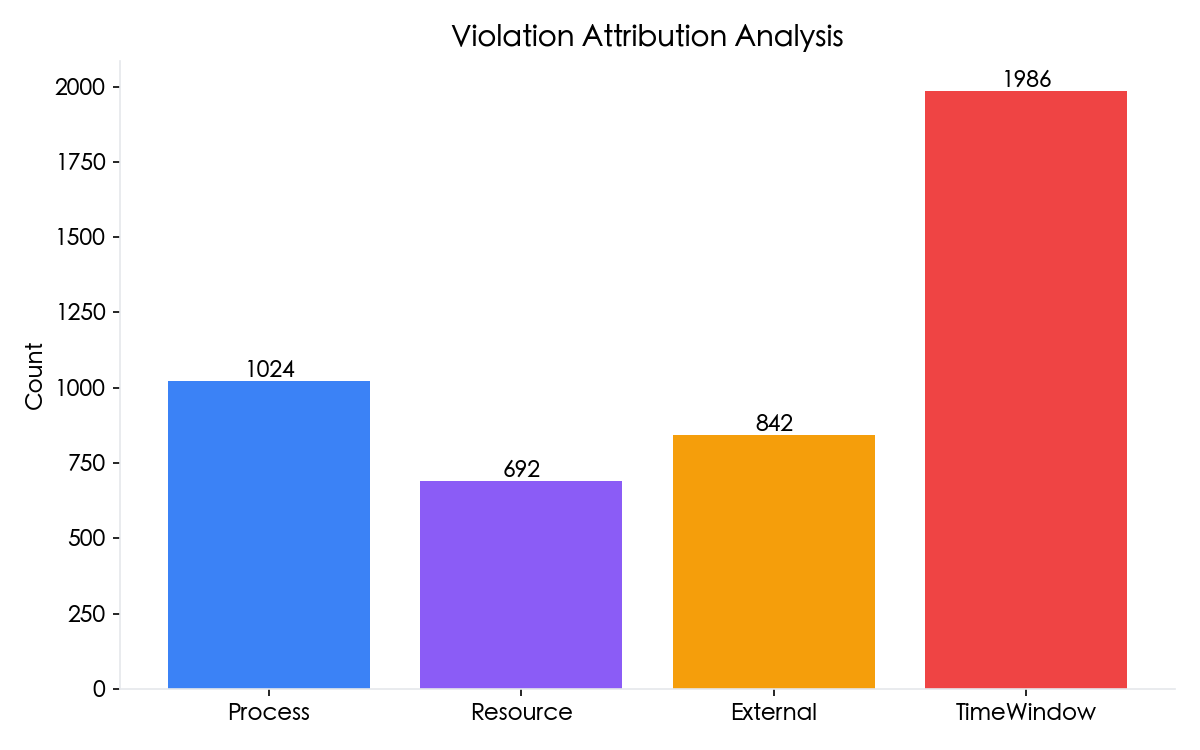 Violation Attribution Analysis
Count
2000
1750
1500
1250
1000
750
500
250
0
1024
692
842
1986
Process
Resource
External
TimeWindow